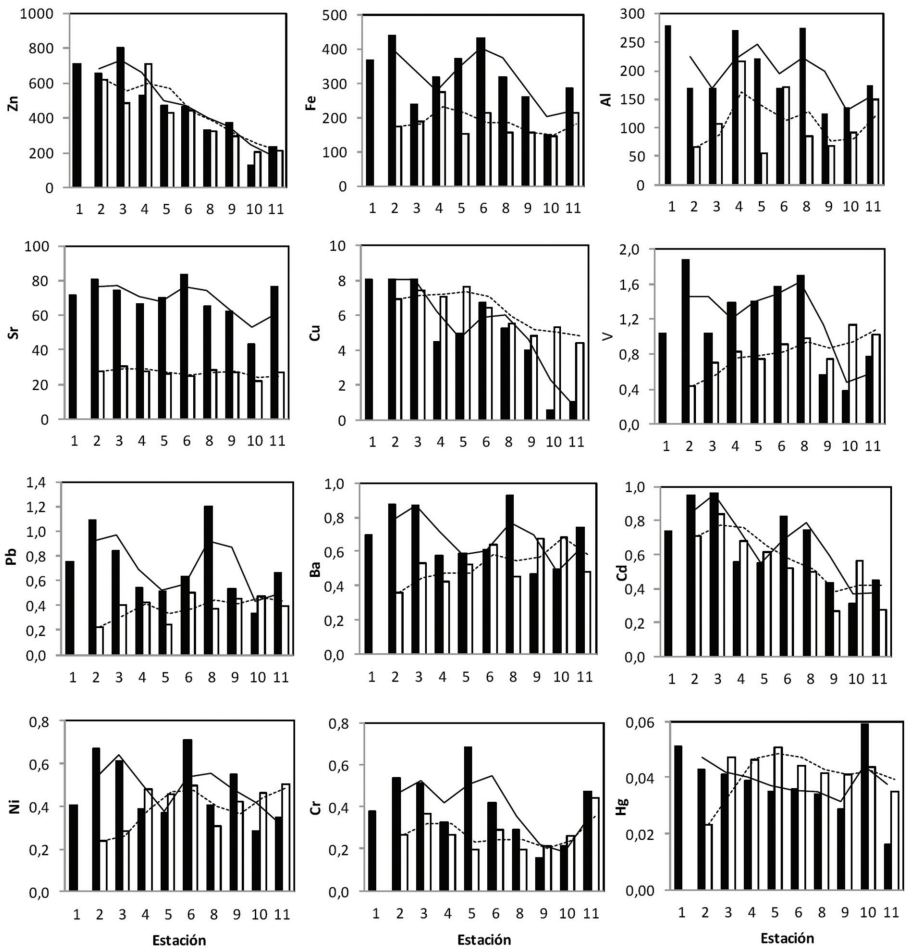 1000
800
600
400
200
0
Zn
1 2 3 4 5 6 8 9 10 11
500
400
300
200
100
0
Fe
1 2 3 4 5 6 8 9 10 11
300
250
200
150
100
50
0
Al
1 2 3 4 5 6 8 9 10 11
100
80
60
40
20
0
Sr
1 2 3 4 5 6 8 9 10 11
10
8
6
4
2
0
Cu
1 2 3 4 5 6 8 9 10 11
2,0
1,6
1,2
0,8
0,4
0,0
V
1 2 3 4 5 6 8 9 10 11
1,4
1,2
1,0
0,8
0,6
0,4
0,2
0,0
Pb
1 2 3 4 5 6 8 9 10 11
1,0
0,8
0,6
0,4
0,2
0,0
Ba
1 2 3 4 5 6 8 9 10 11
1,0
0,8
0,6
0,4
0,2
0,0
Cd
1 2 3 4 5 6 8 9 10 11
0,8
0,6
0,4
0,2
0,0
Ni
1 2 3 4 5 6 8 9 10 11
Estación
0,8
0,6
0,4
0,2
0,0
Cr
1 2 3 4 5 6 8 9 10 11
Estación
0,06
0,04
0,02
0,00
Hg
1 2 3 4 5 6 8 9 10 11
Estación